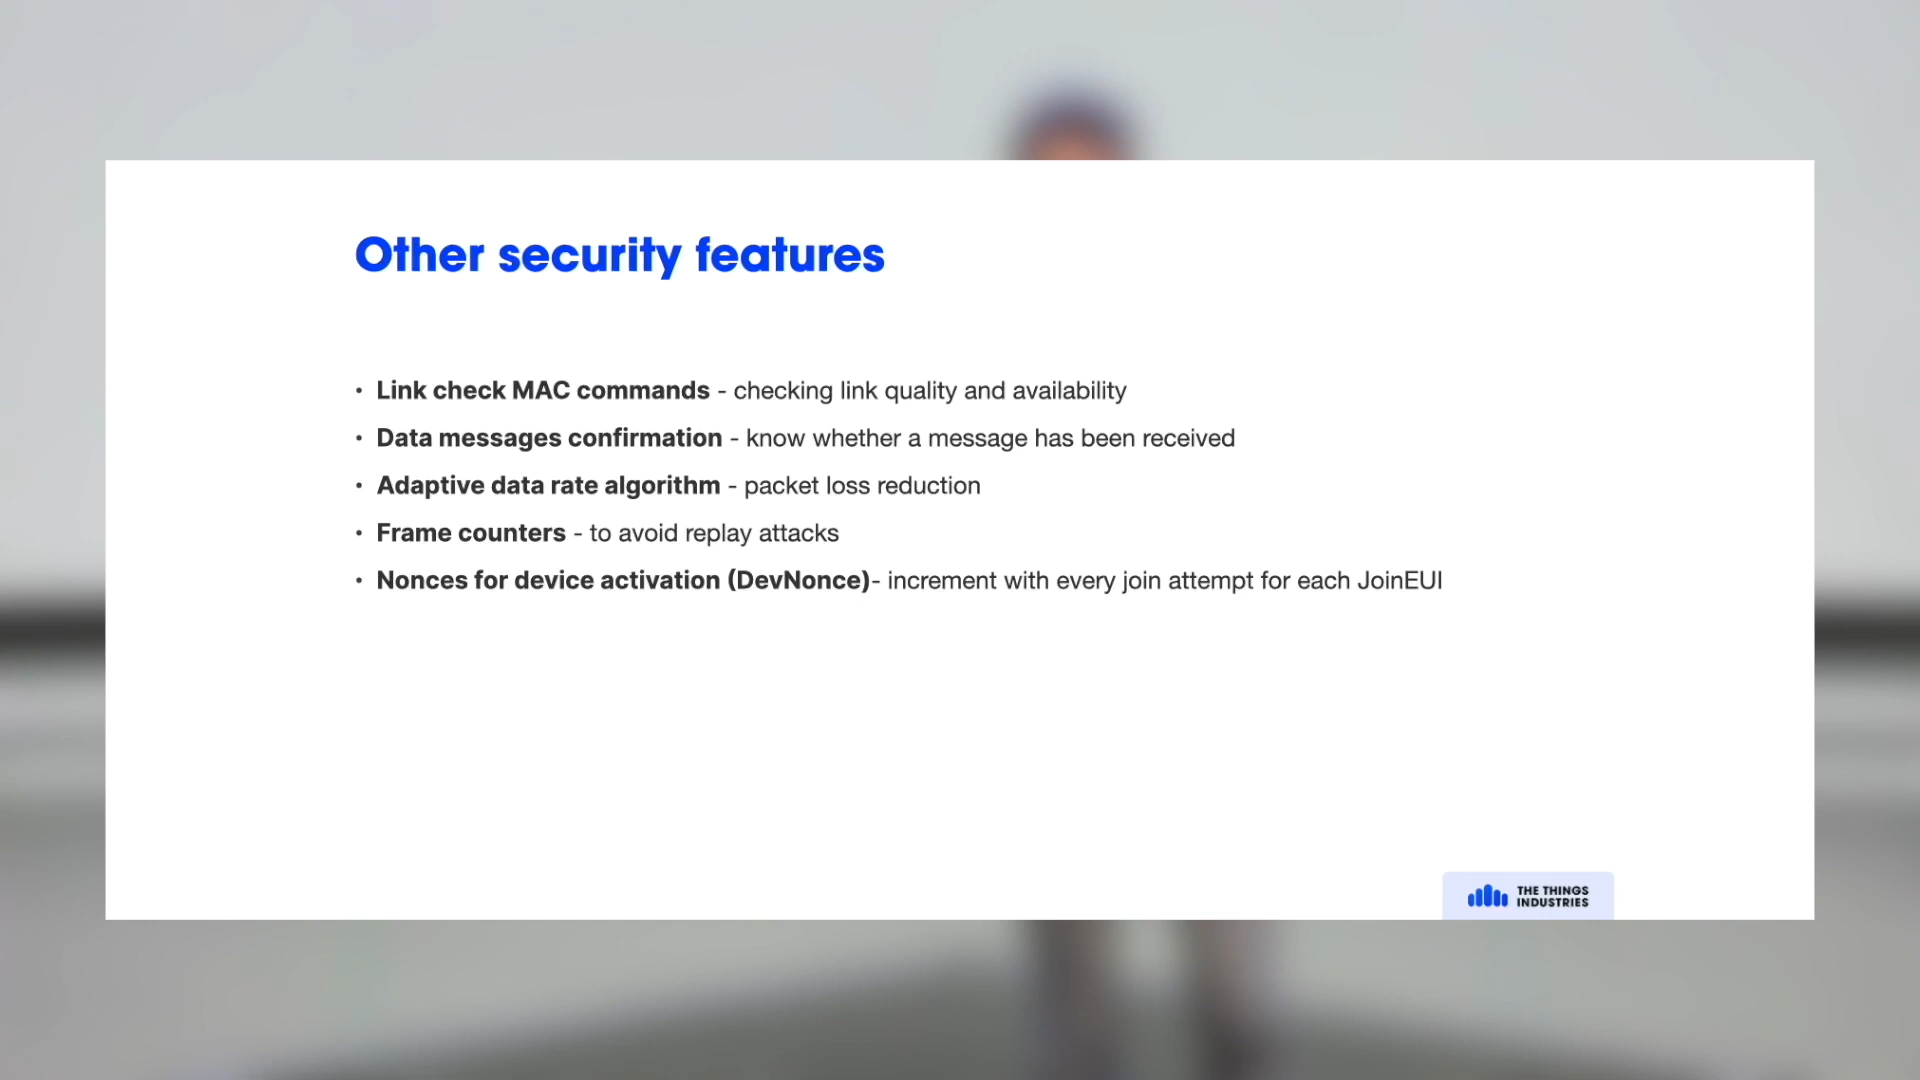 Other security features
• Link check MAC commands - checking link quality and availability
• Data messages confirmation - know whether a message has been received
• Adaptive data rate algorithm - packet loss reduction
• Frame counters - to avoid replay attacks
• Nonces for device activation (DevNonce)- increment with every join attempt for each JoinEUI
THE THINGS
INDUSTRIES